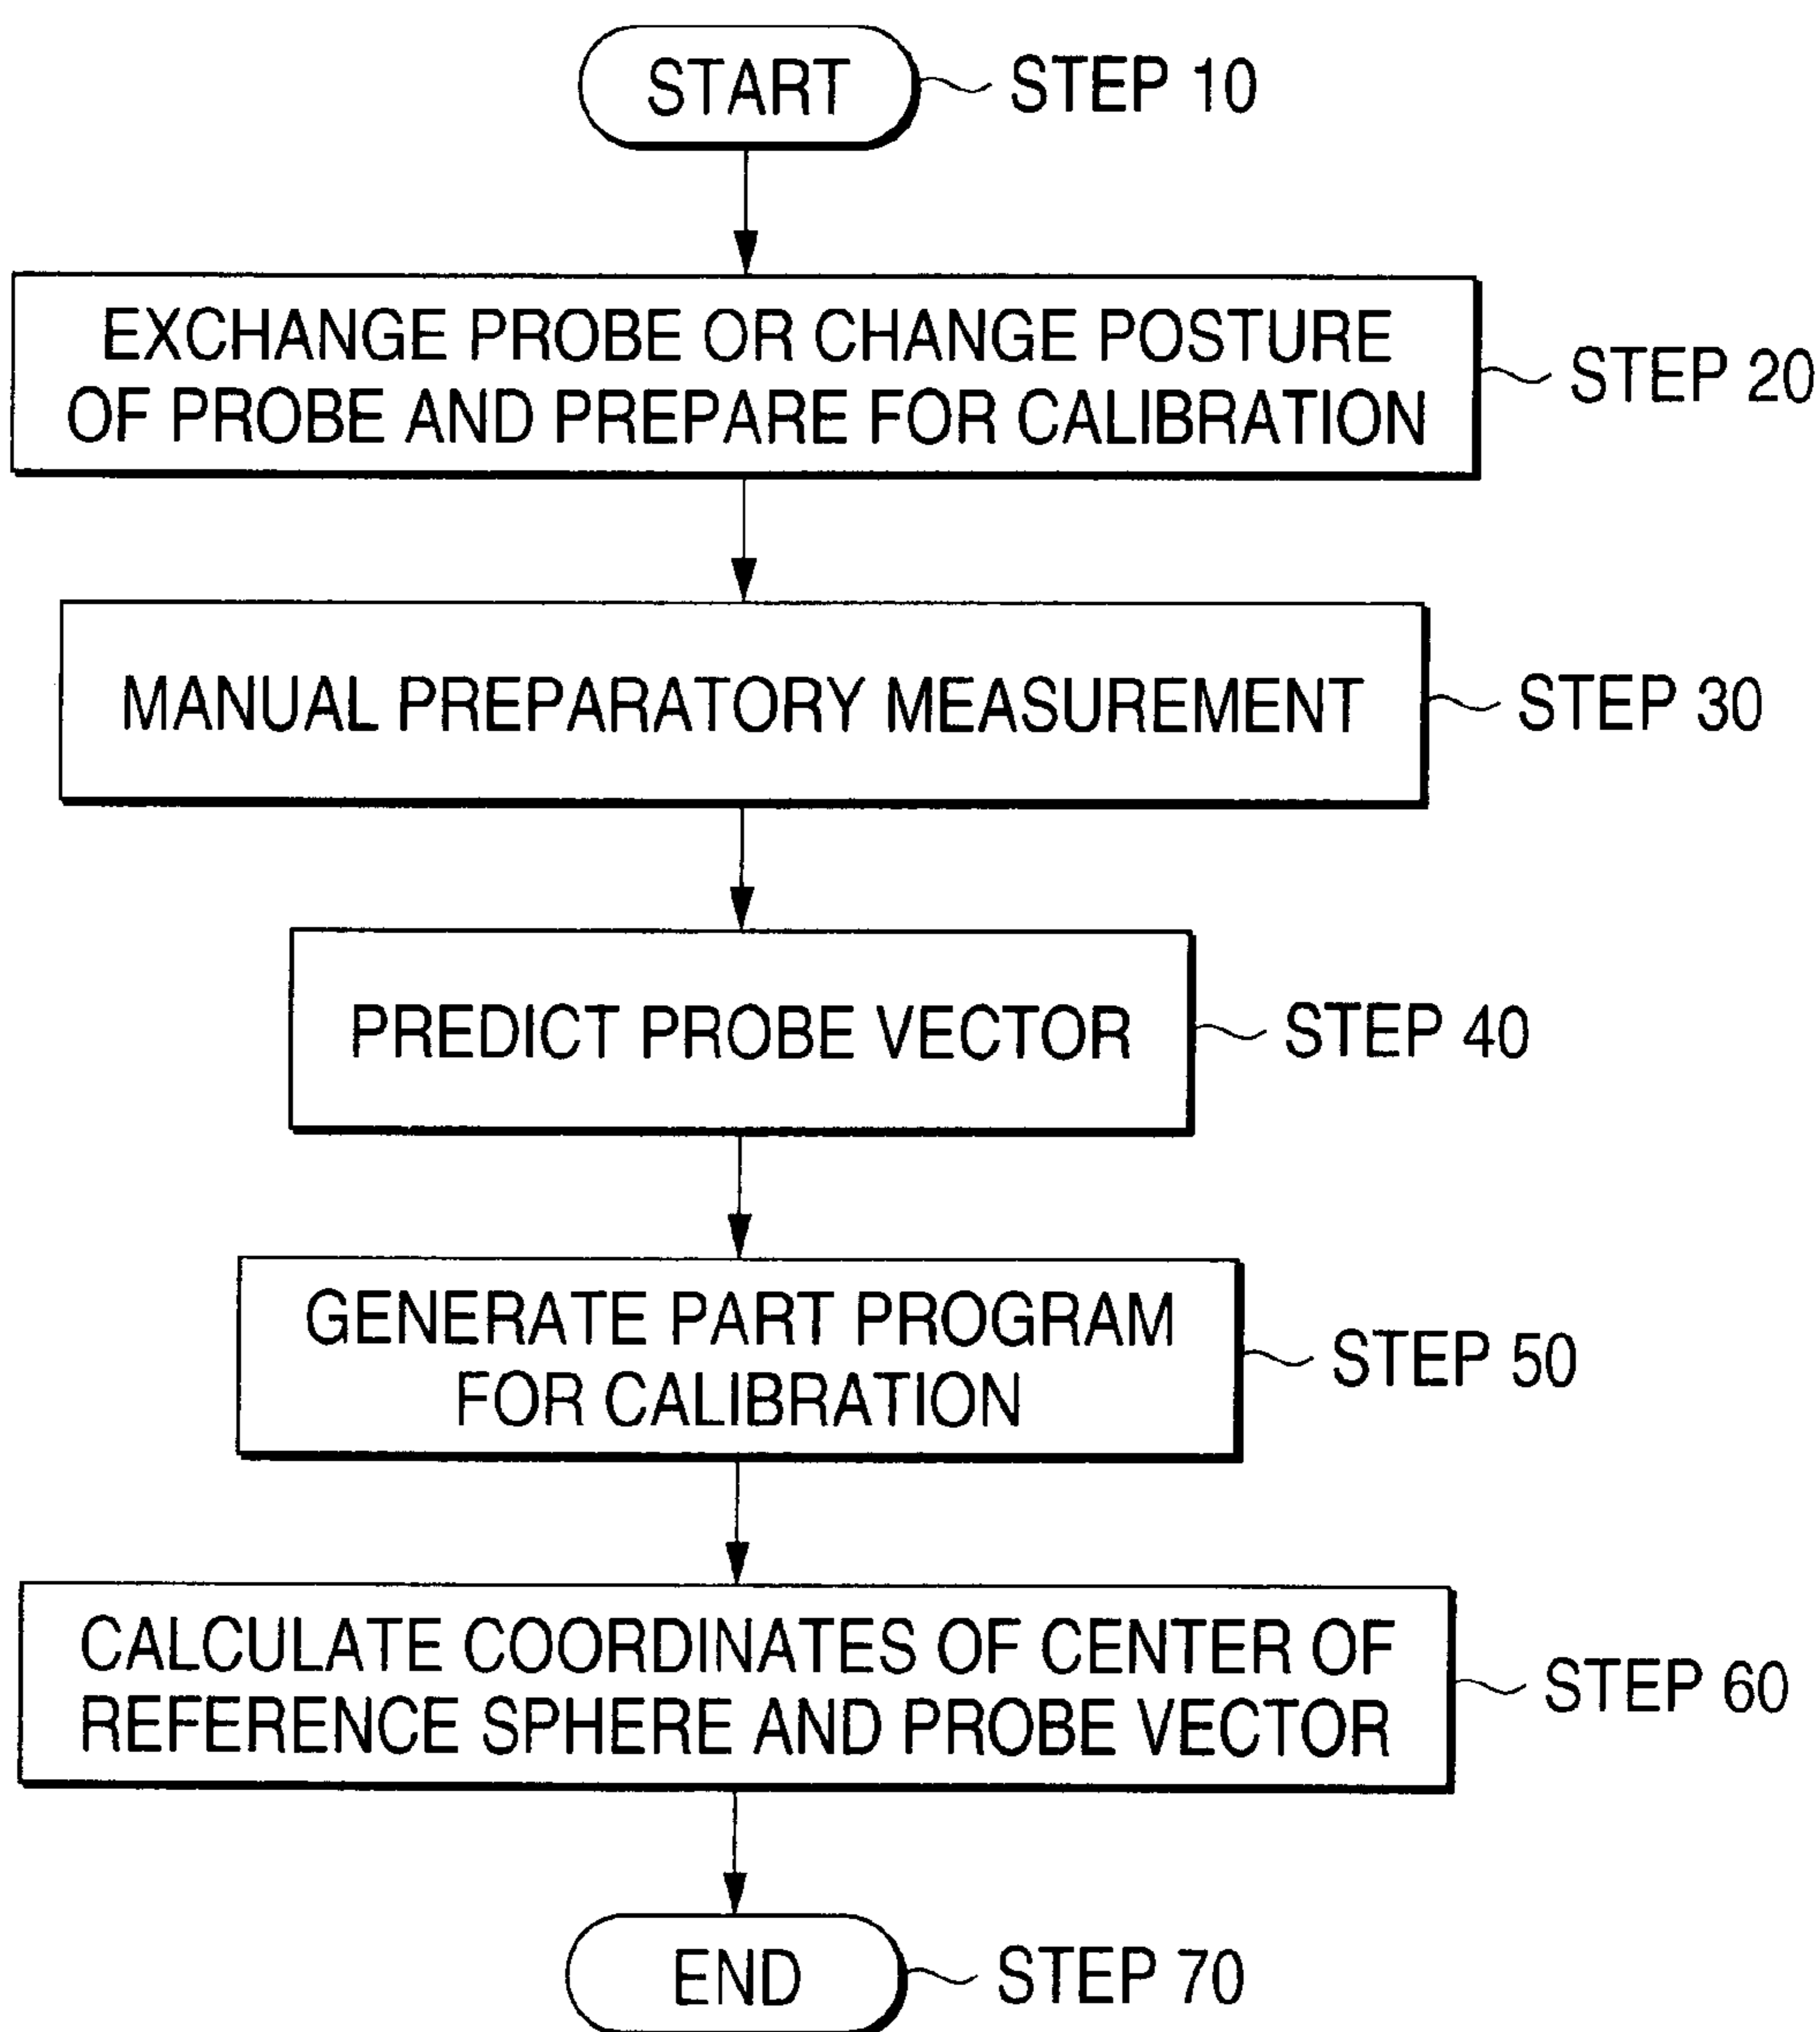 START
STEP 10
EXCHANGE PROBE OR CHANGE POSTURE
OF PROBE AND PREPARE FOR CALIBRATION
STEP 20
MANUAL PREPARATORY MEASUREMENT
STEP 30
PREDICT PROBE VECTOR
STEP 40
GENERATE PART PROGRAM
FOR CALIBRATION
STEP 50
CALCULATE COORDINATES OF CENTER OF
REFERENCE SPHERE AND PROBE VECTOR
STEP 60
END
STEP 70